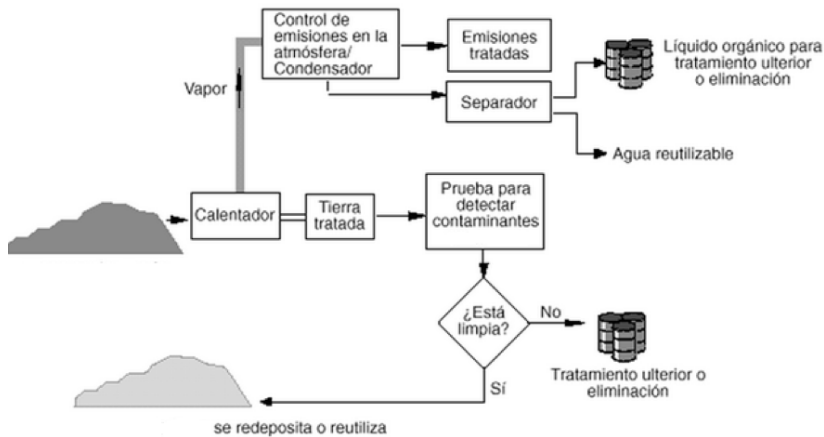 Control de
emisiones en la
atmósfera/
Condensador
Emisiones
tratadas
Líquido orgánico para
tratamiento ulterior
o eliminación
Vapor
Separador
Agua reutilizable
Calentador
Tierra
tratada
Prueba para
detectar
contaminantes
¿Está
limpia?
No
Tratamiento ulterior o
eliminación
Sí
se redeposita o reutiliza